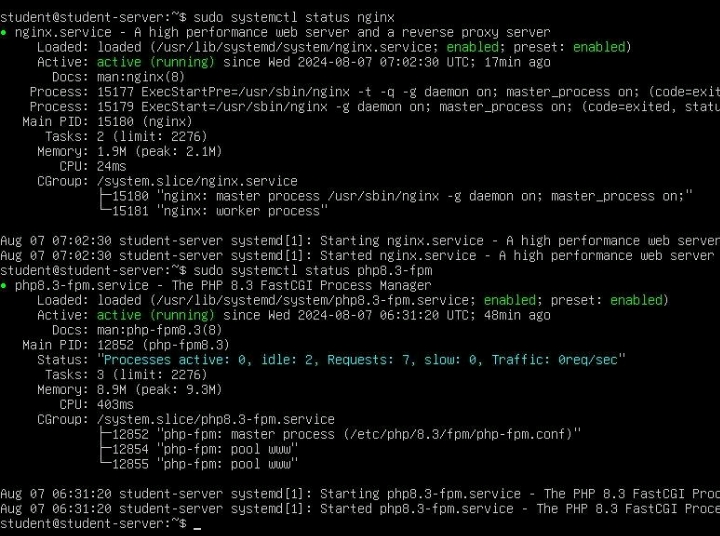 student@student-server:~$ sudo systemctl status nginx
● nginx.service - A high performance web server and a reverse proxy server
     Loaded: loaded (/usr/lib/systemd/system/nginx.service; enabled; preset: enabled)
     Active: active (running) since Wed 2024-08-07 07:02:30 UTC; 17min ago
       Docs: man:nginx(8)
    Process: 15177 ExecStartPre=/usr/sbin/nginx -t -q -g daemon on; master_process on; (code=exit
    Process: 15179 ExecStart=/usr/sbin/nginx -g daemon on; master_process on; (code=exited, statu
   Main PID: 15180 (nginx)
      Tasks: 2 (limit: 2276)
     Memory: 1.9M (peak: 2.1M)
        CPU: 24ms
     CGroup: /system.slice/nginx.service
             ├─15180 "nginx: master process /usr/sbin/nginx -g daemon on; master_process on;"
             └─15181 "nginx: worker process"

Aug 07 07:02:30 student-server systemd[1]: Starting nginx.service - A high performance web server
Aug 07 07:02:30 student-server systemd[1]: Started nginx.service - A high performance web server
student@student-server:~$ sudo systemctl status php8.3-fpm
● php8.3-fpm.service - The PHP 8.3 FastCGI Process Manager
     Loaded: loaded (/usr/lib/systemd/system/php8.3-fpm.service; enabled; preset: enabled)
     Active: active (running) since Wed 2024-08-07 06:31:20 UTC; 48min ago
       Docs: man:php-fpm8.3(8)
   Main PID: 12852 (php-fpm8.3)
     Status: "Processes active: 0, idle: 2, Requests: 7, slow: 0, Traffic: 0req/sec"
      Tasks: 3 (limit: 2276)
     Memory: 8.9M (peak: 9.3M)
        CPU: 403ms
     CGroup: /system.slice/php8.3-fpm.service
             ├─12852 "php-fpm: master process (/etc/php/8.3/fpm/php-fpm.conf)"
             ├─12854 "php-fpm: pool www"
             └─12855 "php-fpm: pool www"

Aug 07 06:31:20 student-server systemd[1]: Starting php8.3-fpm.service - The PHP 8.3 FastCGI Proc
Aug 07 06:31:20 student-server systemd[1]: Started php8.3-fpm.service - The PHP 8.3 FastCGI Proce
student@student-server:~$ _